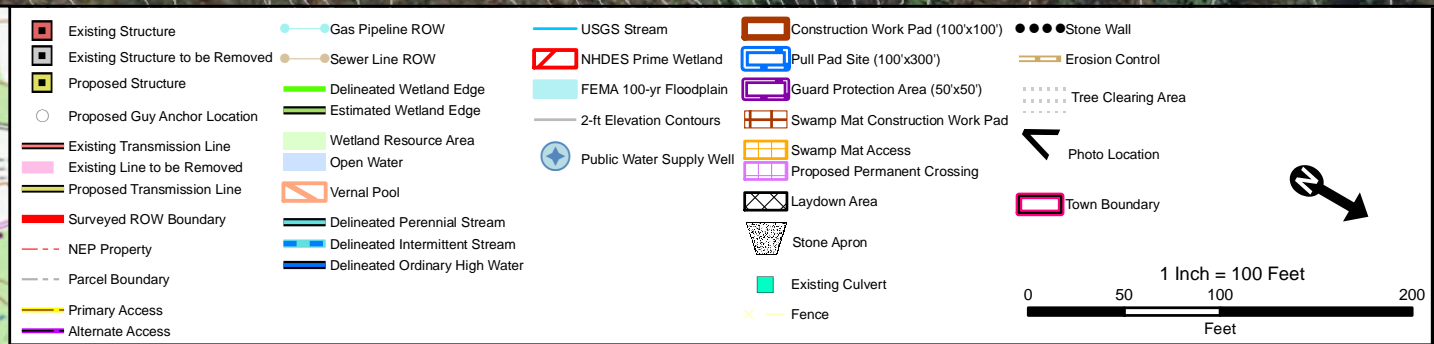 Existing Structure
Existing Structure to be Removed
Proposed Structure
Proposed Guy Anchor Location
Existing Transmission Line
Existing Line to be Removed
Proposed Transmission Line
Surveyed ROW Boundary
NEP Property
Parcel Boundary
Primary Access
Alternate Access
Gas Pipeline ROW
Sewer Line ROW
Delineated Wetland Edge
Estimated Wetland Edge
Wetland Resource Area
Open Water
Vernal Pool
Delineated Perennial Stream
Delineated Intermittent Stream
Delineated Ordinary High Water
USGS Stream
NHDES Prime Wetland
FEMA 100-yr Floodplain
2-ft Elevation Contours
Public Water Supply Well
Construction Work Pad (100'x100')
Pull Pad Site (100'x300')
Guard Protection Area (50'x50')
Swamp Mat Construction Work Pad
Swamp Mat Access
Proposed Permanent Crossing
Laydown Area
Stone Apron
Existing Culvert
Fence
Stone Wall
Erosion Control
Tree Clearing Area
Photo Location
Town Boundary
N
1 Inch = 100 Feet
0 50 100 200
Feet